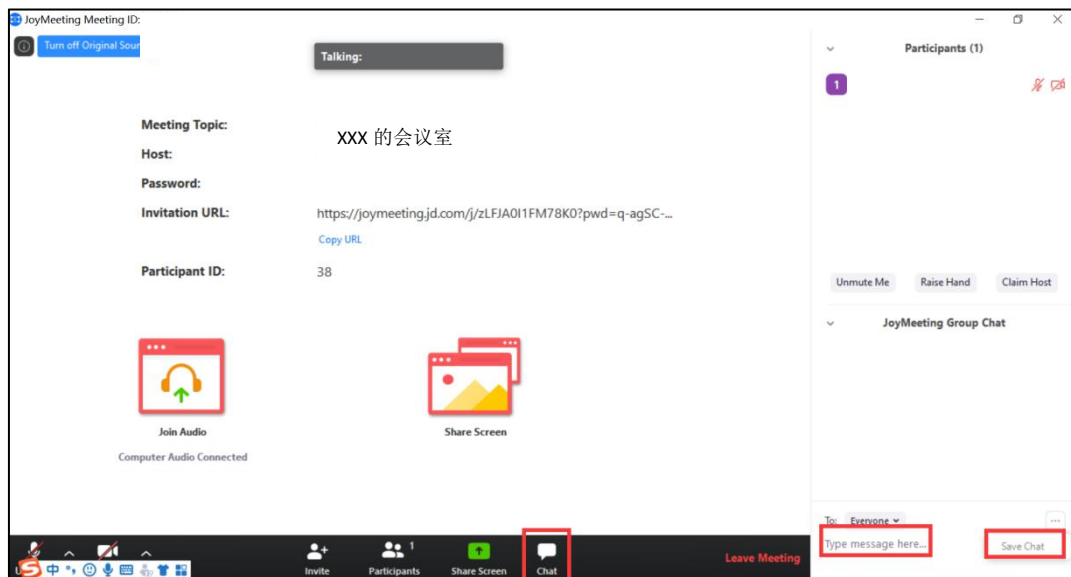 JoyMeeting Meeting ID:
Turn off Original Sour
Talking:
Meeting Topic:
XXX 的会议室
Host:
Password:
Invitation URL:
https://joymeeting.jd.com/j/zLFJA0I1FM78K0?pwd=q-agSC-...
Copy URL
Participant ID:
38
Join Audio
Computer Audio Connected
Share Screen
Participants (1)
1
Unmute Me
Raise Hand
Claim Host
JoyMeeting Group Chat
To: Everyone
Type message here...
Save Chat
中
Invite
Participants
1
Share Screen
Chat
Leave Meeting